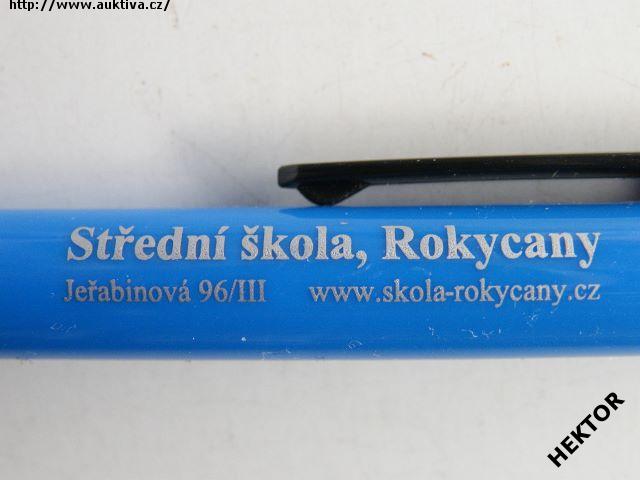 http://www.auktiva.cz/
Střední škola, Rokycany
Jeřabinová 96/III www.skola-rokycany.cz
HEKTOR